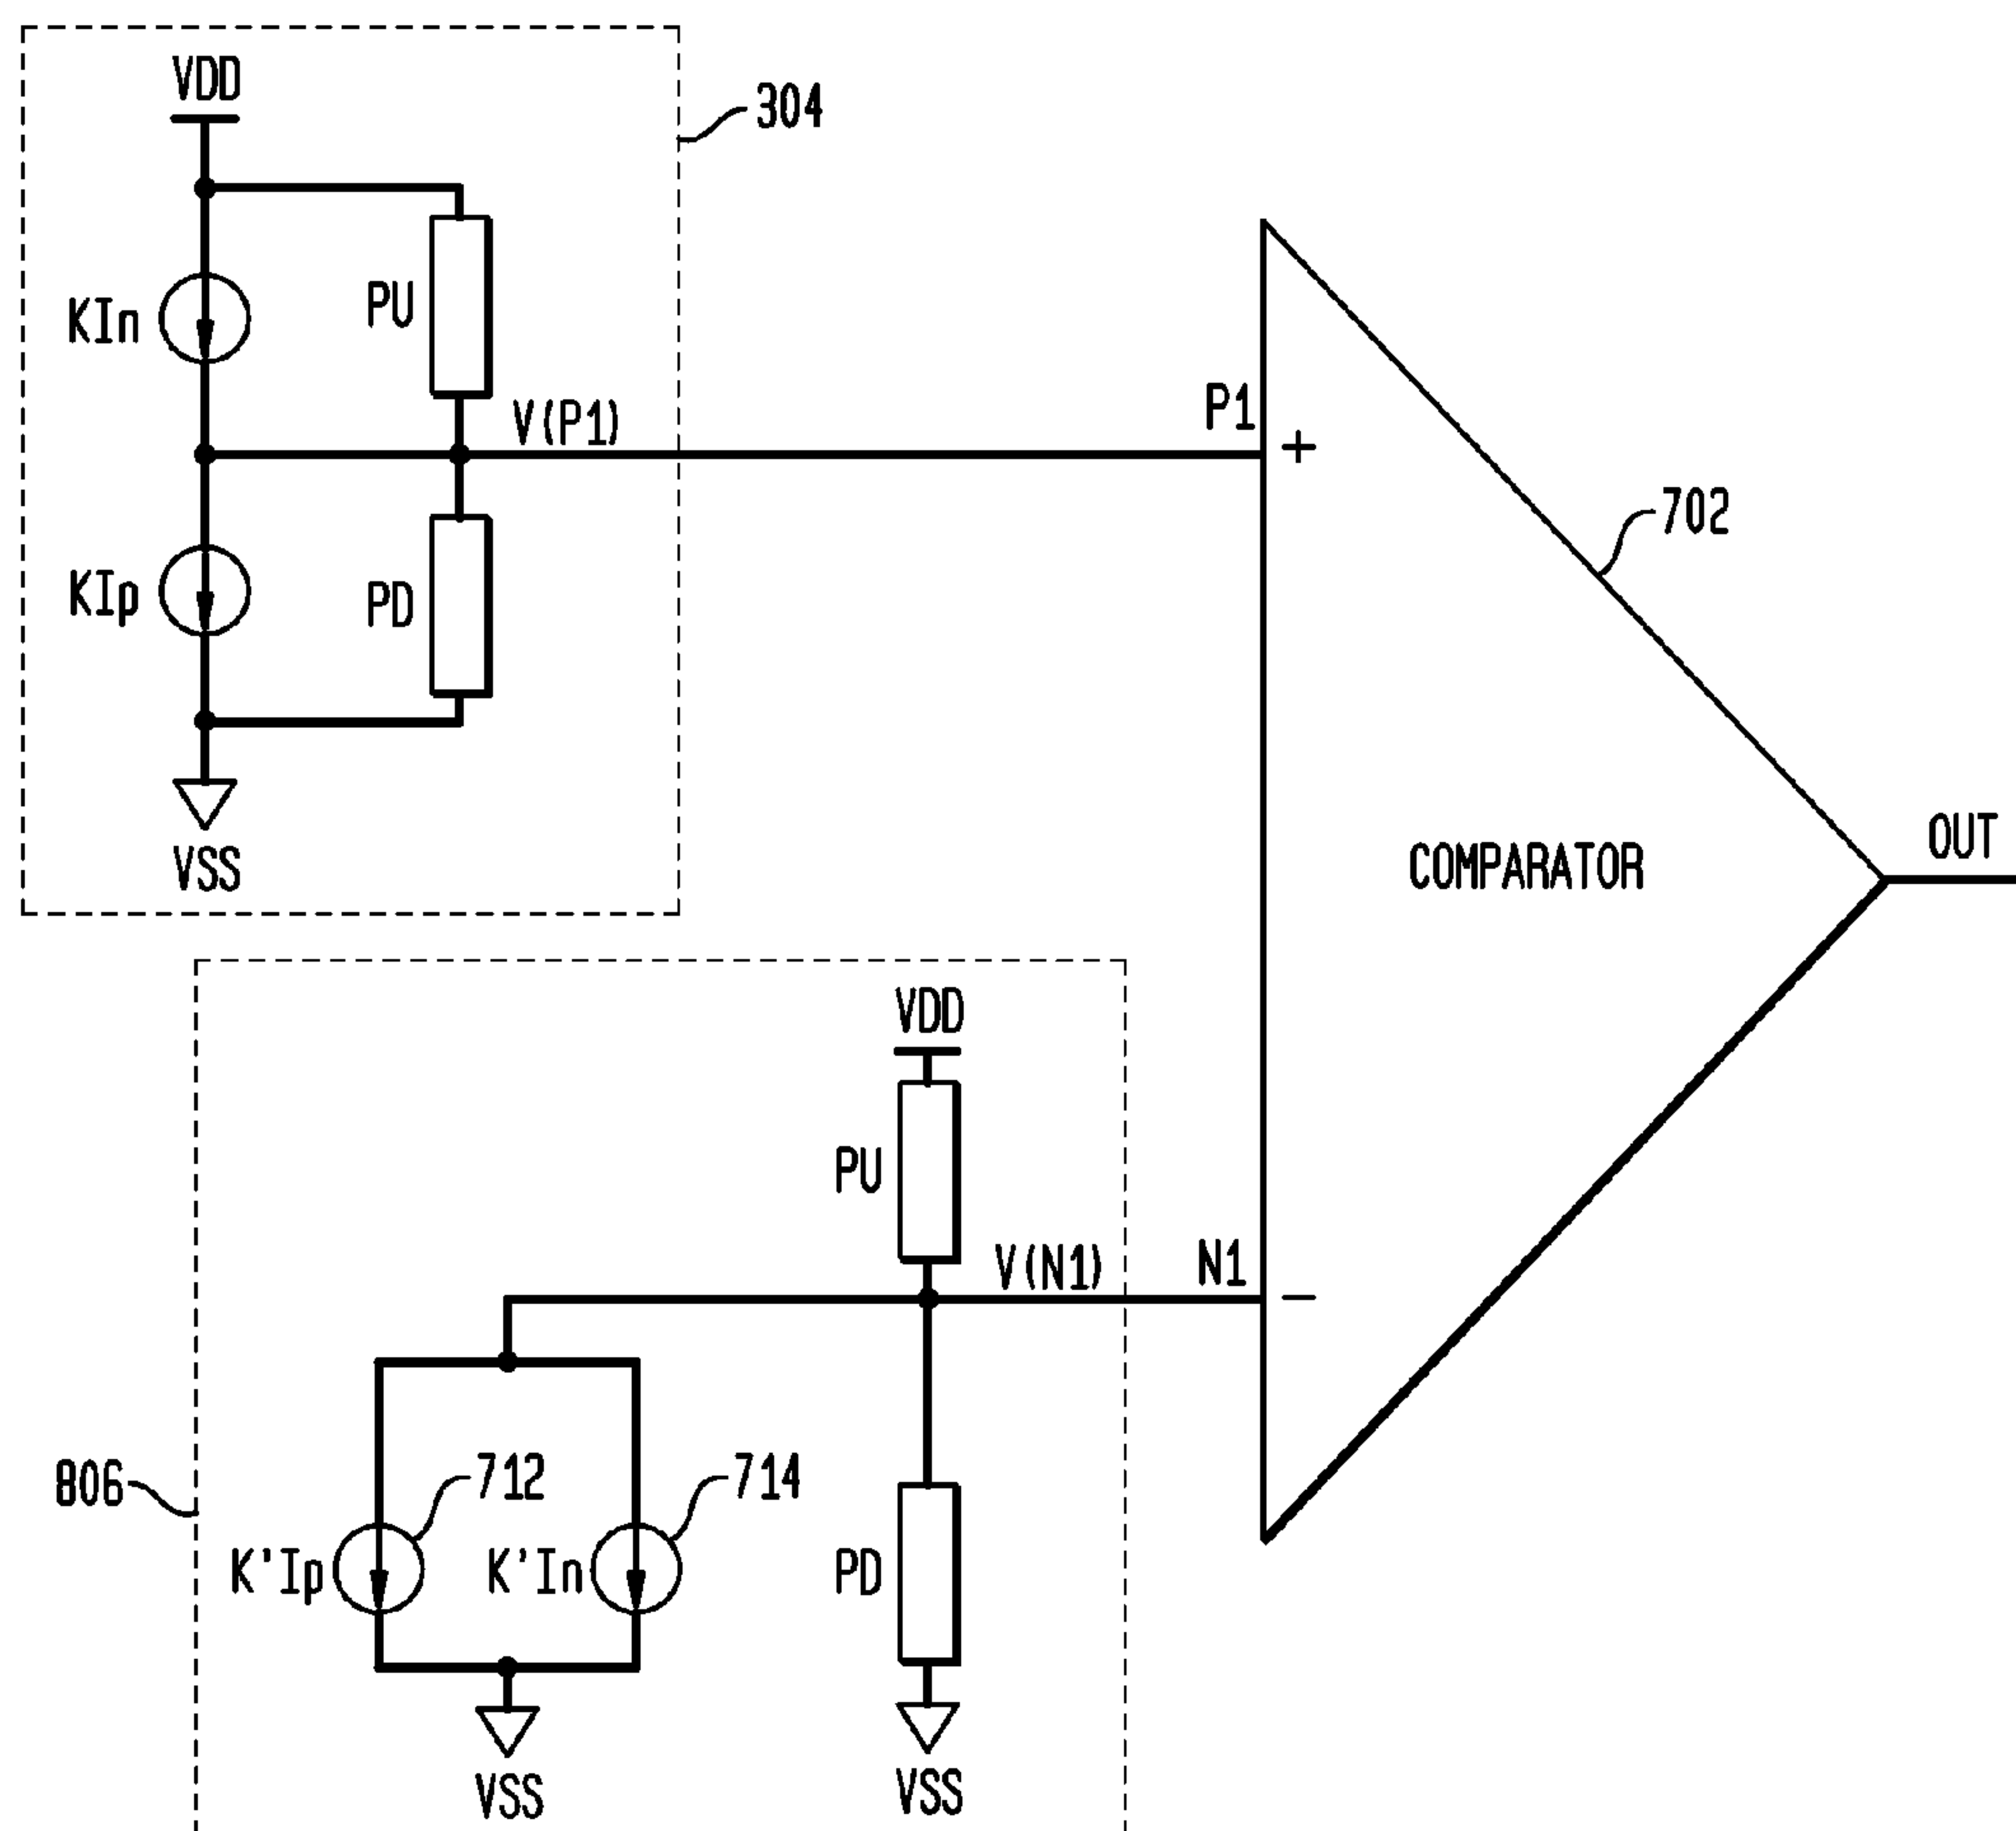 VDD
304
KIn
PU
V(P1)
P1
+
702
KIp
PD
VSS
COMPARATOR
OUT
VDD
PU
V(N1)
N1
−
806
712
714
K'Ip
K'In
PD
VSS
VSS